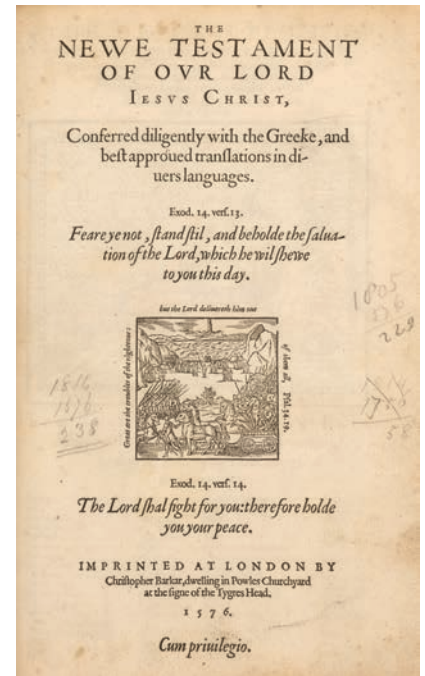 THE
NEWE TESTAMENT
OF OVR LORD
IESVS CHRIST,
Conferred diligently with the Greeke, and
beſt approued tranſlations in di-
uers languages.
Exod. 14. verſ. 13.
Feare ye not, ſtand ſtil, and beholde the ſalua-
tion of the Lord, which he wil ſhewe
to you this day.
but the Lord deliuereth him out
Great are the troubles of the righteous:
of them all, Pſal. 34. 19.
1805
229
1816
1576
238
58
Exod. 14. verſ. 14.
The Lord ſhal fight for you: therefore holde
you your peace.
IMPRINTED AT LONDON BY
Chriſtopher Barkar, dwelling in Powles Churchyard
at the ſigne of the Tygres Head.
1576.
Cum priuilegio.